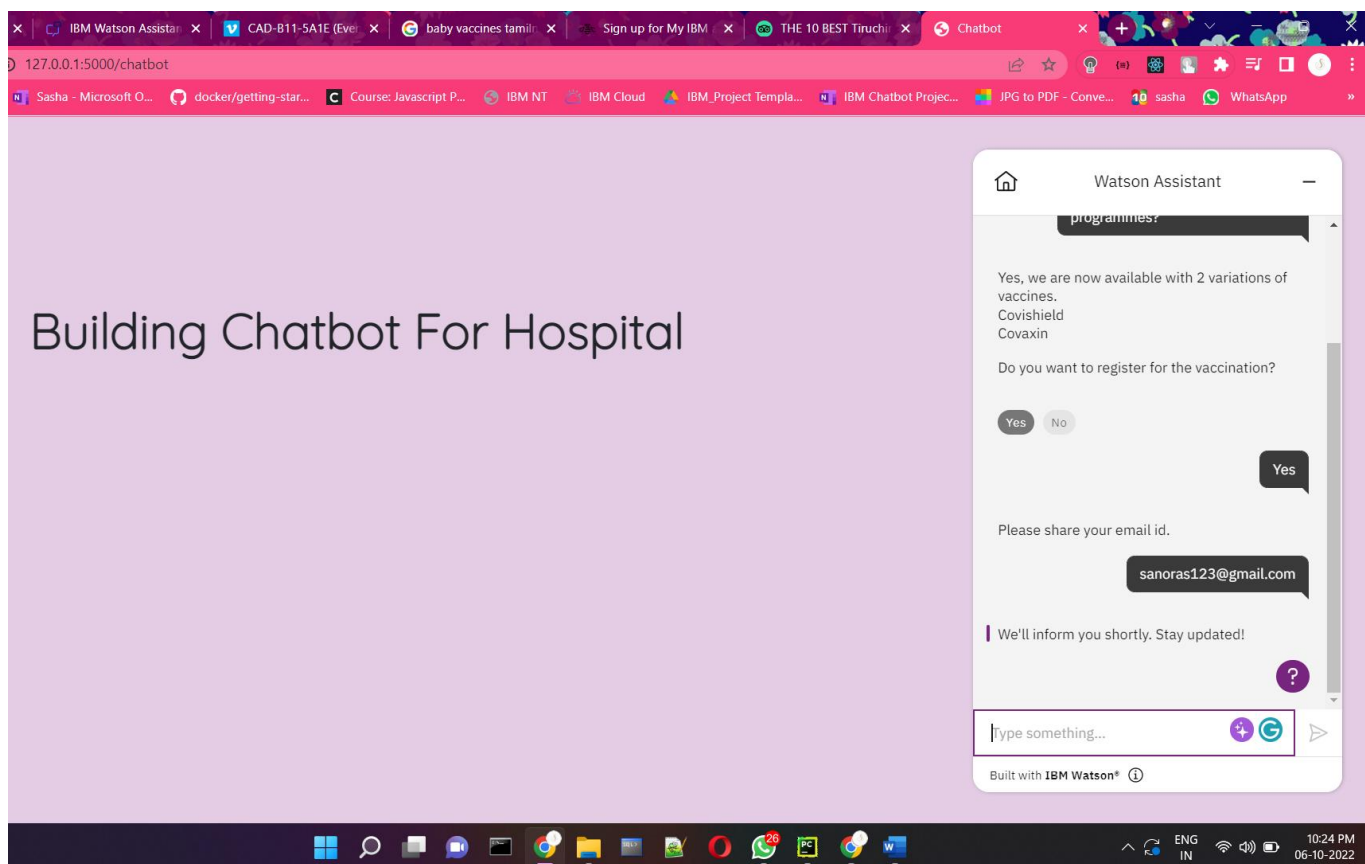 IBM Watson Assistan
CAD-B11-5A1E (Eve
baby vaccines tamiln
Sign up for My IBM
THE 10 BEST Tiruchi
Chatbot
127.0.0.1:5000/chatbot
Sasha - Microsoft O...
docker/getting-star...
Course: Javascript P...
IBM NT
IBM Cloud
IBM_Project Templa...
IBM Chatbot Projec...
JPG to PDF - Conve...
sasha
WhatsApp
»
Building Chatbot For Hospital
Watson Assistant
programmes?
Yes, we are now available with 2 variations of
vaccines.
Covishield
Covaxin
Do you want to register for the vaccination?
Yes
No
Yes
Please share your email id.
sanoras123@gmail.com
We'll inform you shortly. Stay updated!
?
Type something...
Built with IBM Watson®
26
ENG
IN
10:24 PM
06-10-2022